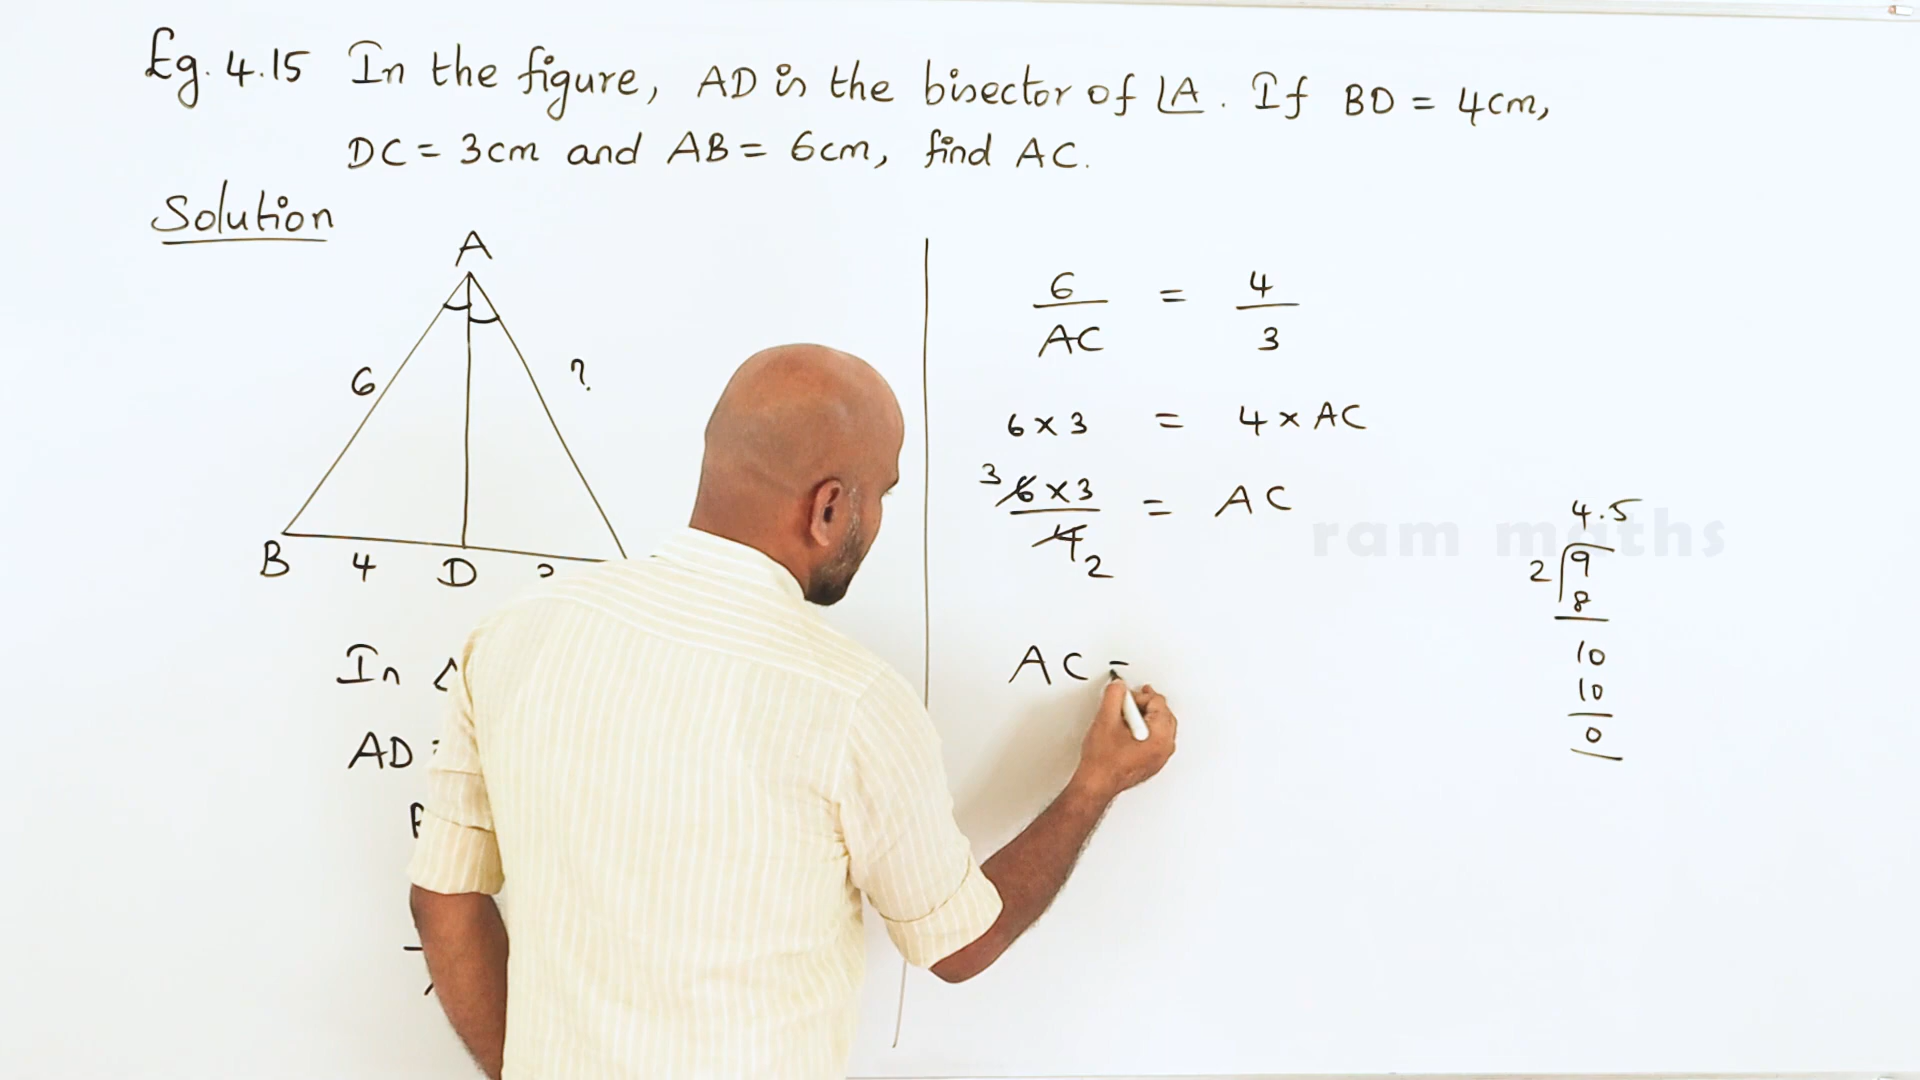 Eg. 4.15 In the figure, AD is the bisector of ∠A. If BD = 4cm,
DC = 3cm and AB = 6cm, find AC.
Solution
A
6
?
B 4 D
In
AD
6/AC = 4/3
6 × 3 = 4 × AC
3 6 × 3 / 4 2 = AC
AC =
4.5
2 9
8
10
10
0
ram maths